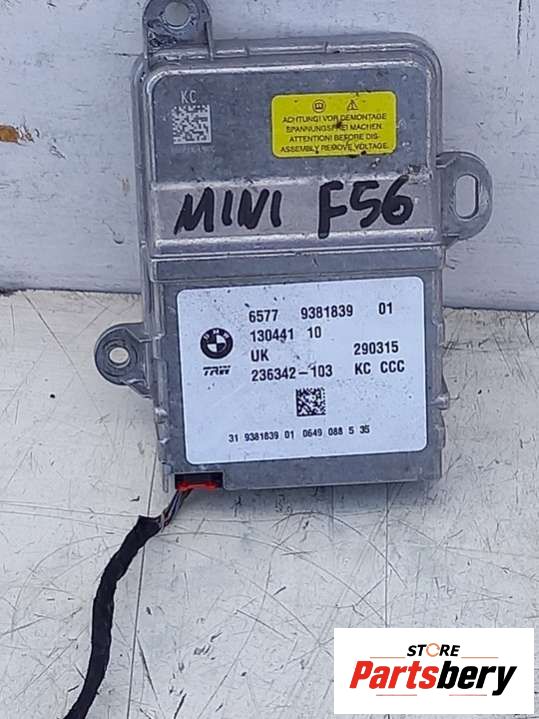 KC
ACHTUNG! VOR DEMONTAGE
SPANNUNGSFREI MACHEN.
ATTENTION! BEFORE DIS-
ASSEMBLY REMOVE VOLTAGE.
MINI F56
6577 9381839 01
130441 10
UK 290315
TRW 236342-103 KC CCC
31 9381839 01 0649 088 5 35
STORE
Partsbery